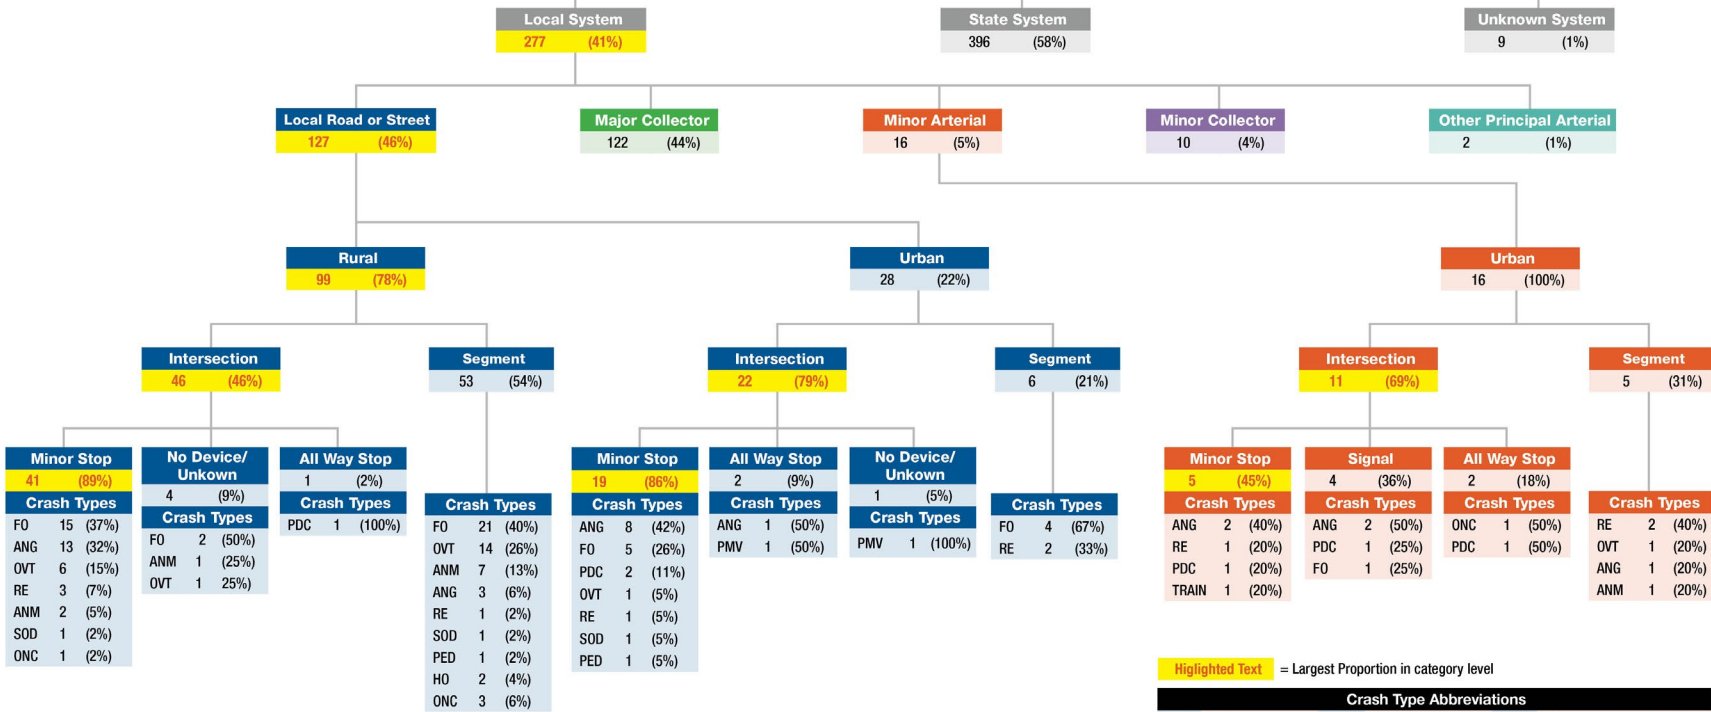 Local System
277 (41%)
State System
396 (58%)
Unknown System
9 (1%)
Local Road or Street
127 (46%)
Major Collector
122 (44%)
Minor Arterial
16 (5%)
Minor Collector
10 (4%)
Other Principal Arterial
2 (1%)
Rural
99 (78%)
Urban
28 (22%)
Urban
16 (100%)
Intersection
46 (46%)
Segment
53 (54%)
Intersection
22 (79%)
Segment
6 (21%)
Intersection
11 (69%)
Segment
5 (31%)
Minor Stop
41 (89%)
Crash Types
FO 15 (37%)
ANG 13 (32%)
OVT 6 (15%)
RE 3 (7%)
ANM 2 (5%)
SOD 1 (2%)
ONC 1 (2%)
No Device/
Unkown
4 (9%)
Crash Types
FO 2 (50%)
ANM 1 (25%)
OVT 1 25%)
All Way Stop
1 (2%)
Crash Types
PDC 1 (100%)
Crash Types
FO 21 (40%)
OVT 14 (26%)
ANM 7 (13%)
ANG 3 (6%)
RE 1 (2%)
SOD 1 (2%)
PED 1 (2%)
HO 2 (4%)
ONC 3 (6%)
Minor Stop
19 (86%)
Crash Types
ANG 8 (42%)
FO 5 (26%)
PDC 2 (11%)
OVT 1 (5%)
RE 1 (5%)
SOD 1 (5%)
PED 1 (5%)
All Way Stop
2 (9%)
Crash Types
ANG 1 (50%)
PMV 1 (50%)
No Device/
Unkown
1 (5%)
Crash Types
PMV 1 (100%)
Crash Types
FO 4 (67%)
RE 2 (33%)
Minor Stop
5 (45%)
Crash Types
ANG 2 (40%)
RE 1 (20%)
PDC 1 (20%)
TRAIN 1 (20%)
Signal
4 (36%)
Crash Types
ANG 2 (50%)
PDC 1 (25%)
FO 1 (25%)
All Way Stop
2 (18%)
Crash Types
ONC 1 (50%)
PDC 1 (50%)
Crash Types
RE 2 (40%)
OVT 1 (20%)
ANG 1 (20%)
ANM 1 (20%)
Higlighted Text = Largest Proportion in category level
Crash Type Abbreviations